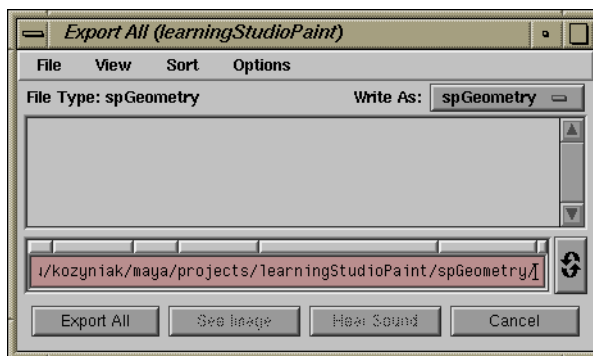 Export All (learningStudioPaint)
File View Sort Options
File Type: spGeometry Write As: spGeometry
/kozyniak/maya/projects/learningStudioPaint/spGeometry/
Export All See Image Hear Sound Cancel